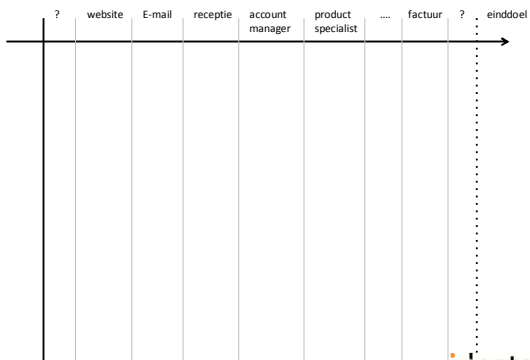 ? website E-mail receptie account product .... factuur ? einddoel
manager specialist